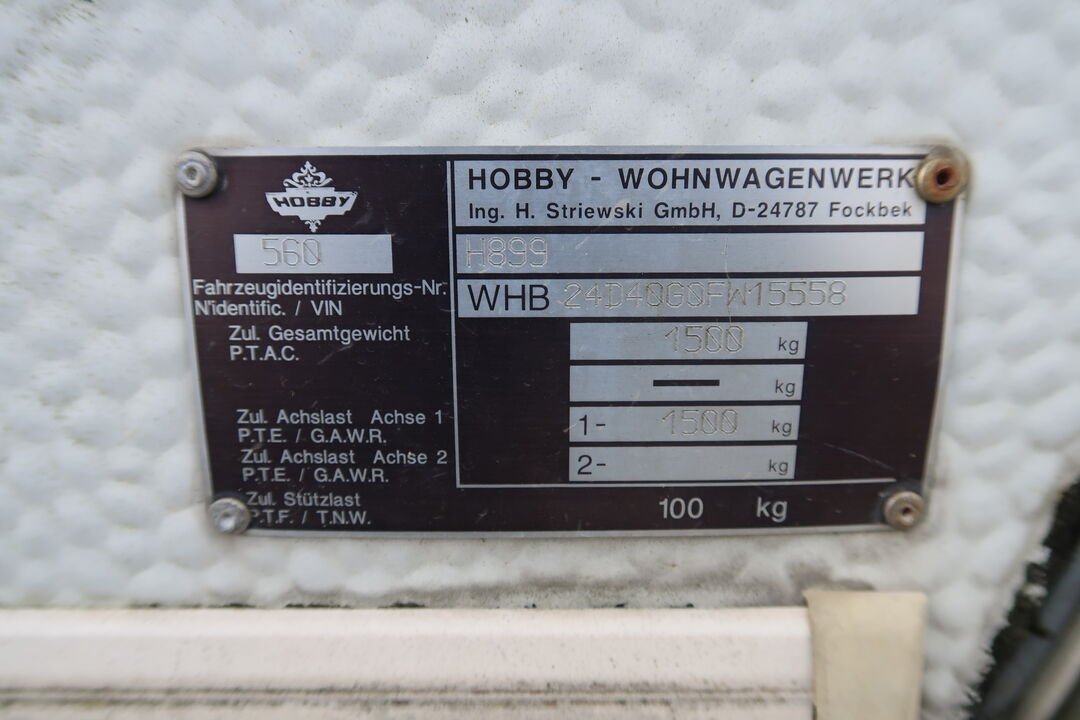 HOBBY
560
Fahrzeugidentifizierungs-Nr.
N'identific. / VIN
Zul. Gesamtgewicht
P.T.A.C.
Zul. Achslast Achse 1
P.T.E. / G.A.W.R.
Zul. Achslast Achse 2
P.T.E. / G.A.W.R.
Zul. Stützlast
P.T.F. / T.N.W.
HOBBY - WOHNWAGENWERK
Ing. H. Striewski GmbH, D-24787 Fockbek
H899
WHB 24D40G0FW15558
1500 kg
— kg
1- 1500 kg
2- kg
100 kg